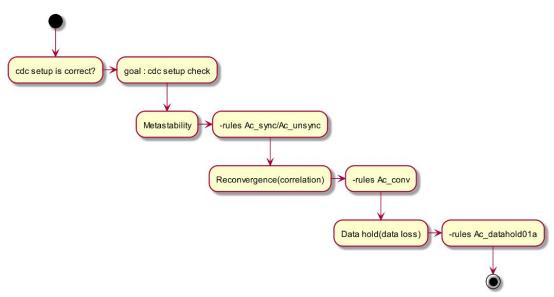 cdc setup is correct?
goal : cdc setup check
Metastability
-rules Ac_sync/Ac_unsync
Reconvergence(correlation)
-rules Ac_conv
Data hold(data loss)
-rules Ac_datahold01a